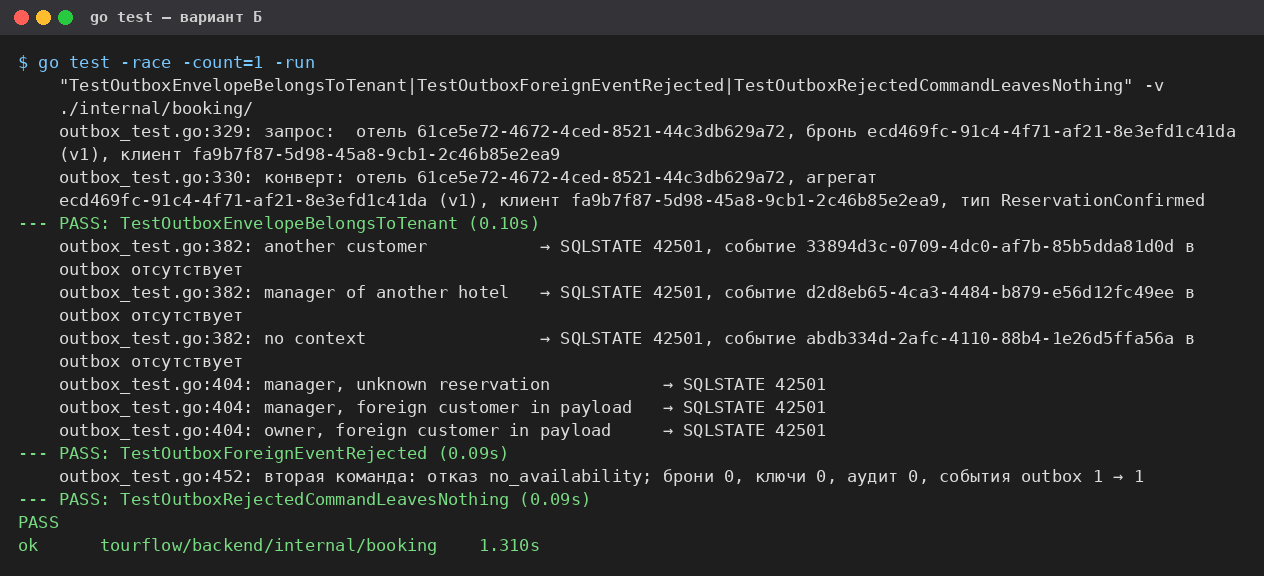 go test — вариант Б
$ go test -race -count=1 -run
"TestOutboxEnvelopeBelongsToTenant|TestOutboxForeignEventRejected|TestOutboxRejectedCommandLeavesNothing" -v
./internal/booking/
outbox_test.go:329: запрос:  отель 61ce5e72-4672-4ced-8521-44c3db629a72, бронь ecd469fc-91c4-4f71-af21-8e3efd1c41da
(v1), клиент fa9b7f87-5d98-45a8-9cb1-2c46b85e2ea9
outbox_test.go:330: конверт: отель 61ce5e72-4672-4ced-8521-44c3db629a72, агрегат
ecd469fc-91c4-4f71-af21-8e3efd1c41da (v1), клиент fa9b7f87-5d98-45a8-9cb1-2c46b85e2ea9, тип ReservationConfirmed
--- PASS: TestOutboxEnvelopeBelongsToTenant (0.10s)
outbox_test.go:382: another customer           → SQLSTATE 42501, событие 33894d3c-0709-4dc0-af7b-85b5dda81d0d в
outbox отсутствует
outbox_test.go:382: manager of another hotel   → SQLSTATE 42501, событие d2d8eb65-4ca3-4484-b879-e56d12fc49ee в
outbox отсутствует
outbox_test.go:382: no context                 → SQLSTATE 42501, событие abdb334d-2afc-4110-88b4-1e26d5ffa56a в
outbox отсутствует
outbox_test.go:404: manager, unknown reservation           → SQLSTATE 42501
outbox_test.go:404: manager, foreign customer in payload   → SQLSTATE 42501
outbox_test.go:404: owner, foreign customer in payload     → SQLSTATE 42501
--- PASS: TestOutboxForeignEventRejected (0.09s)
outbox_test.go:452: вторая команда: отказ no_availability; брони 0, ключи 0, аудит 0, события outbox 1 → 1
--- PASS: TestOutboxRejectedCommandLeavesNothing (0.09s)
PASS
ok      tourflow/backend/internal/booking    1.310s